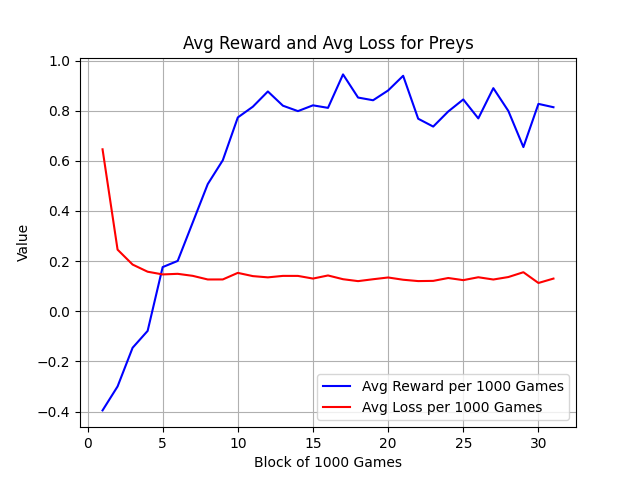 Avg Reward and Avg Loss for Preys
1.0
0.8
0.6
0.4
0.2
0.0
−0.2
−0.4
Value
0 5 10 15 20 25 30
Block of 1000 Games
Avg Reward per 1000 Games
Avg Loss per 1000 Games